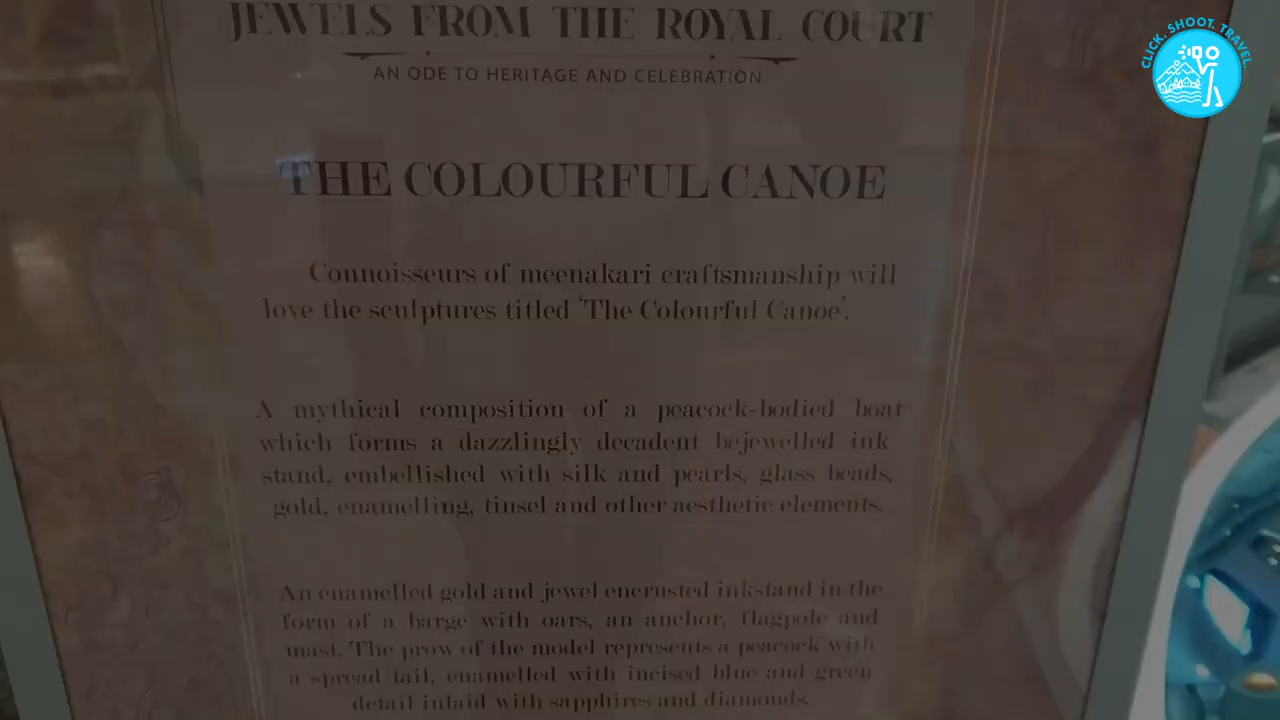 CLICK. SHOOT. TRAVEL.
JEWELS FROM THE ROYAL COURT
AN ODE TO HERITAGE AND CELEBRATION
THE COLOURFUL CANOE
Connoisseurs of meenakari craftsmanship will
love the sculptures titled 'The Colourful Canoe'.
A mythical composition of a peacock-bodied boat
which forms a dazzlingly decadent bejewelled ink
stand, embellished with silk and pearls, glass beads,
gold, enamelling, tinsel and other aesthetic elements.
An enamelled gold and jewel encrusted inkstand in the
form of a barge with oars, an anchor, flagpole and
mast. The prow of the model represents a peacock with
a spread tail, enamelled with incised blue and green
detail inlaid with sapphires and diamonds.